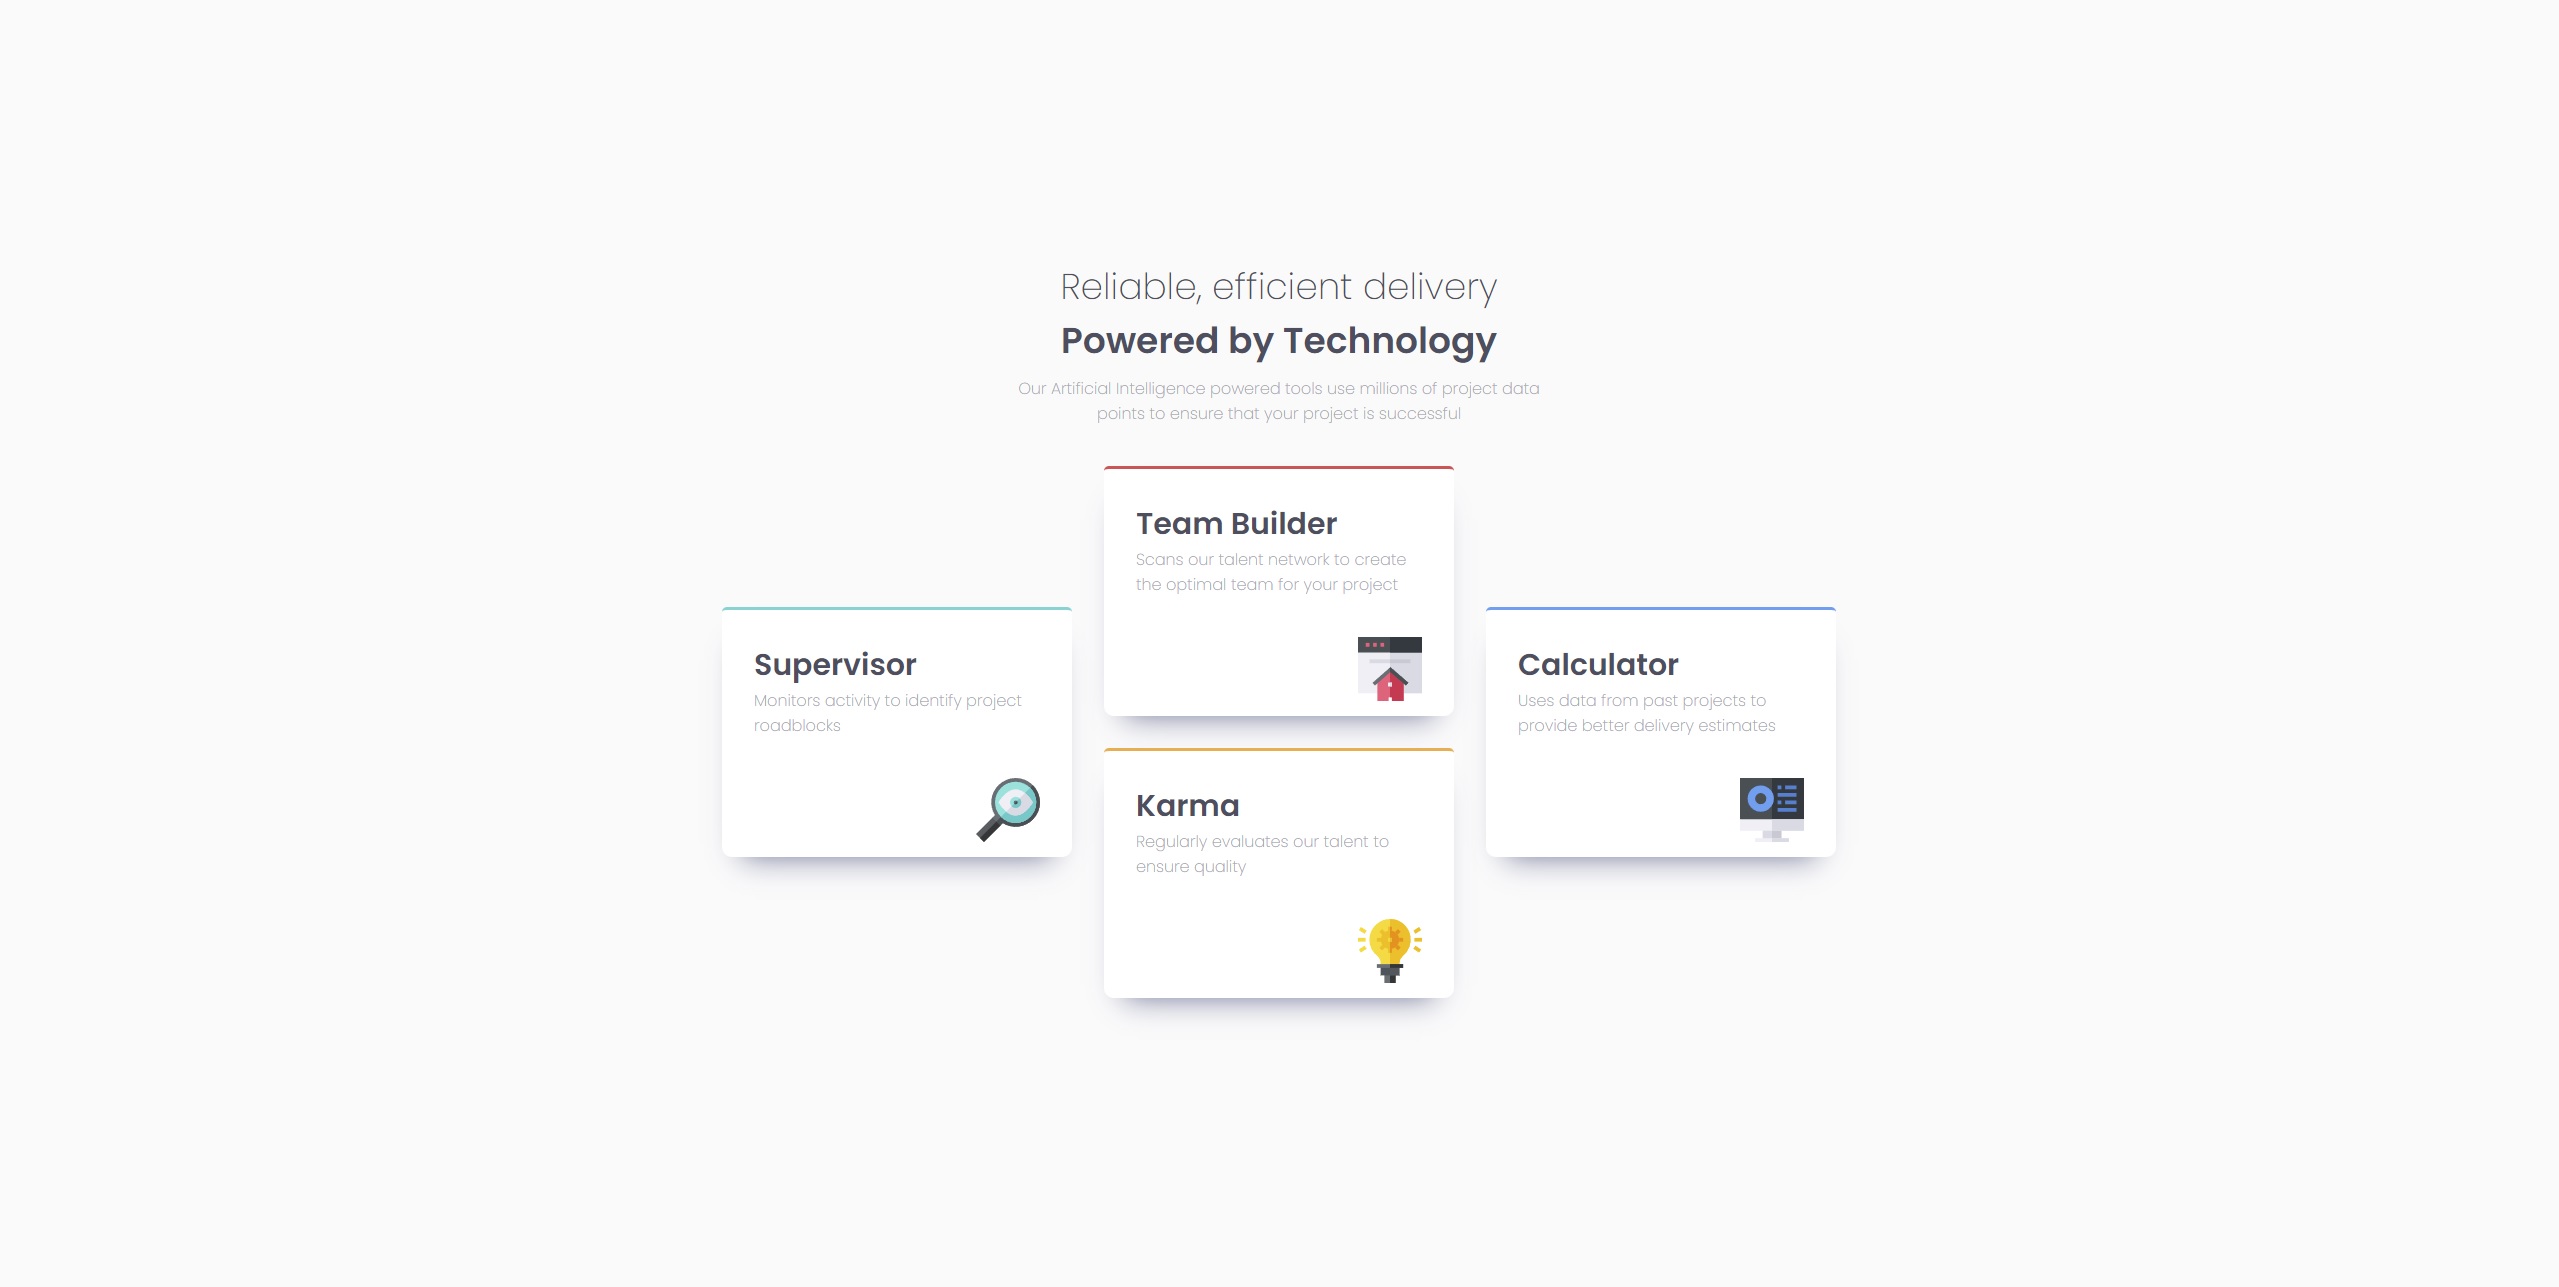 Reliable, efficient delivery
Powered by Technology
Our Artificial Intelligence powered tools use millions of project data
points to ensure that your project is successful
Supervisor
Monitors activity to identify project
roadblocks
Team Builder
Scans our talent network to create
the optimal team for your project
Karma
Regularly evaluates our talent to
ensure quality
Calculator
Uses data from past projects to
provide better delivery estimates